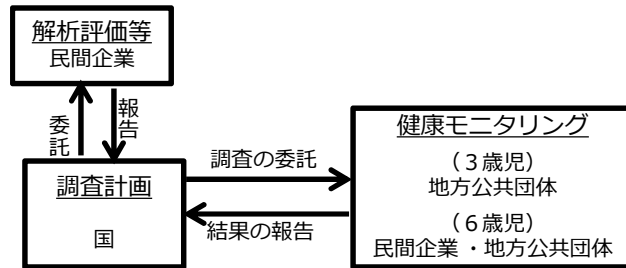 解析評価等
民間企業
委託
報告
調査計画
国
調査の委託
結果の報告
健康モニタリング
（３歳児）
地方公共団体
（６歳児）
民間企業・地方公共団体